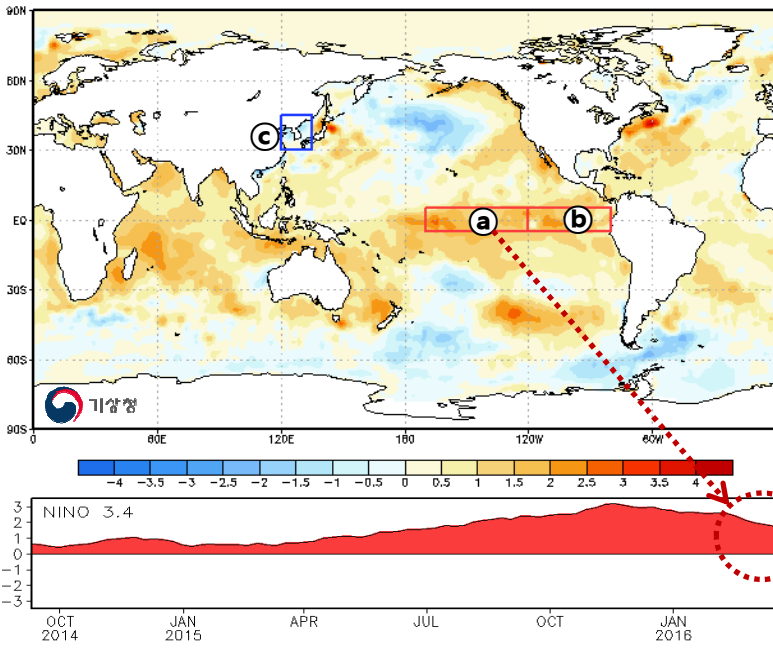 90N
60N
30N
EQ
30S
60S
90S
ⓒ
ⓐ
ⓑ
기상청
0 60E 120E 180 120W 60W
-4 -3.5 -3 -2.5 -2 -1.5 -1 -0.5 0 0.5 1 1.5 2 2.5 3 3.5 4
NINO 3.4
3
2
1
0
-1
-2
-3
OCT JAN APR JUL OCT JAN
2014 2015 2016